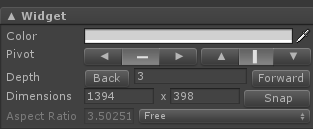 Widget
Color
Pivot
Depth Back 3 Forward
Dimensions 1394 x 398 Snap
Aspect Ratio 3.50251 Free